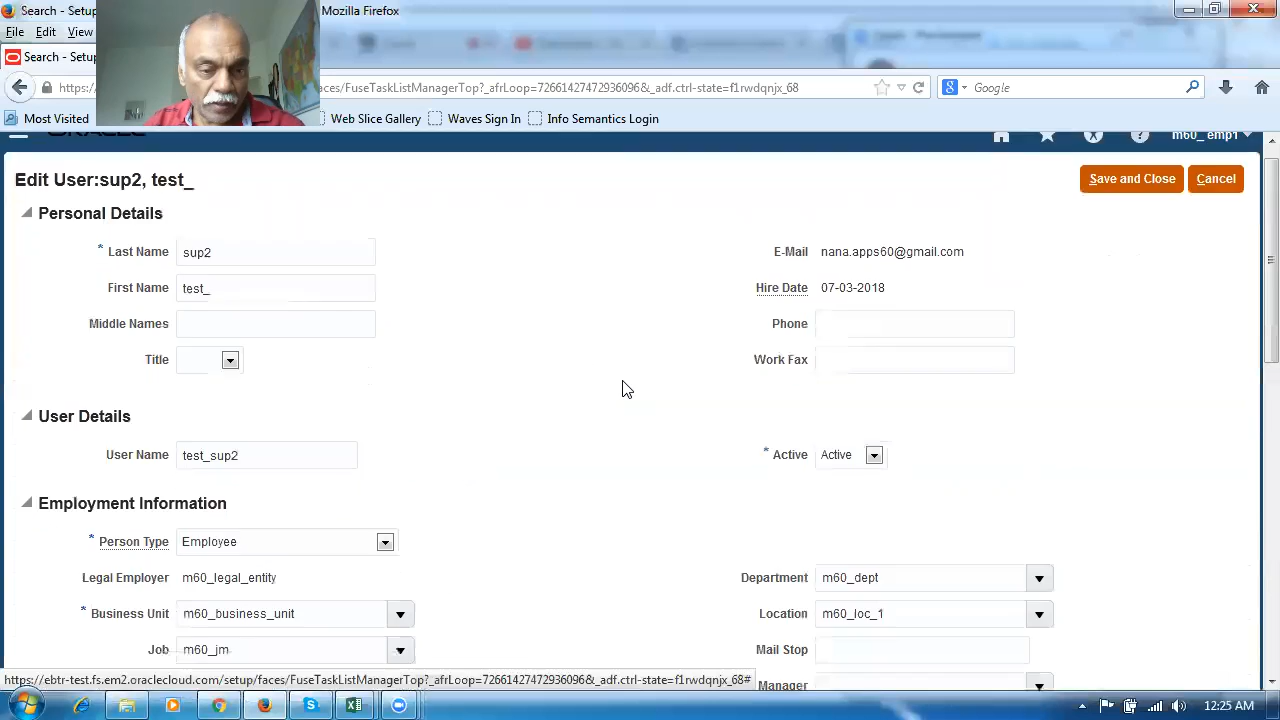 Search - Setup
Mozilla Firefox
File Edit View
Search - Setup
https://
faces/FuseTaskListManagerTop?_afrLoop=72661427472936096&_adf.ctrl-state=f1rwdqnjx_68
Google
Most Visited
Web Slice Gallery
Waves Sign In
Info Semantics Login
ORACLE
m60_emp1
Edit User:sup2, test_
Save and Close
Cancel
Personal Details
* Last Name sup2
E-Mail nana.apps60@gmail.com
First Name test_
Hire Date 07-03-2018
Middle Names
Phone
Title
Work Fax
User Details
User Name test_sup2
* Active Active
Employment Information
* Person Type Employee
Legal Employer m60_legal_entity
Department m60_dept
* Business Unit m60_business_unit
Location m60_loc_1
Job m60_jm
Mail Stop
Manager
https://ebtr-test.fs.em2.oraclecloud.com/setup/faces/FuseTaskListManagerTop?_afrLoop=72661427472936096&_adf.ctrl-state=f1rwdqnjx_68#
12:25 AM